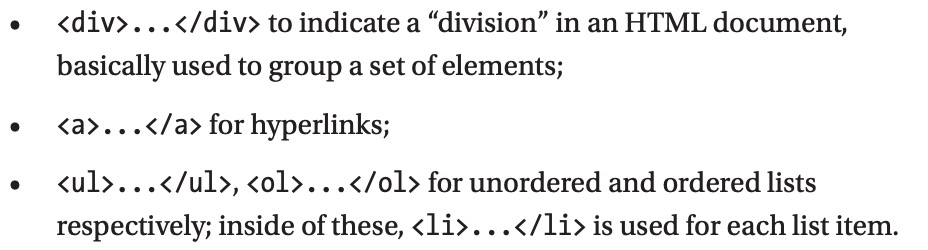 • <div>...</div> to indicate a “division” in an HTML document,
basically used to group a set of elements;
• <a>...</a> for hyperlinks;
• <ul>...</ul>, <ol>...</ol> for unordered and ordered lists
respectively; inside of these, <li>...</li> is used for each list item.